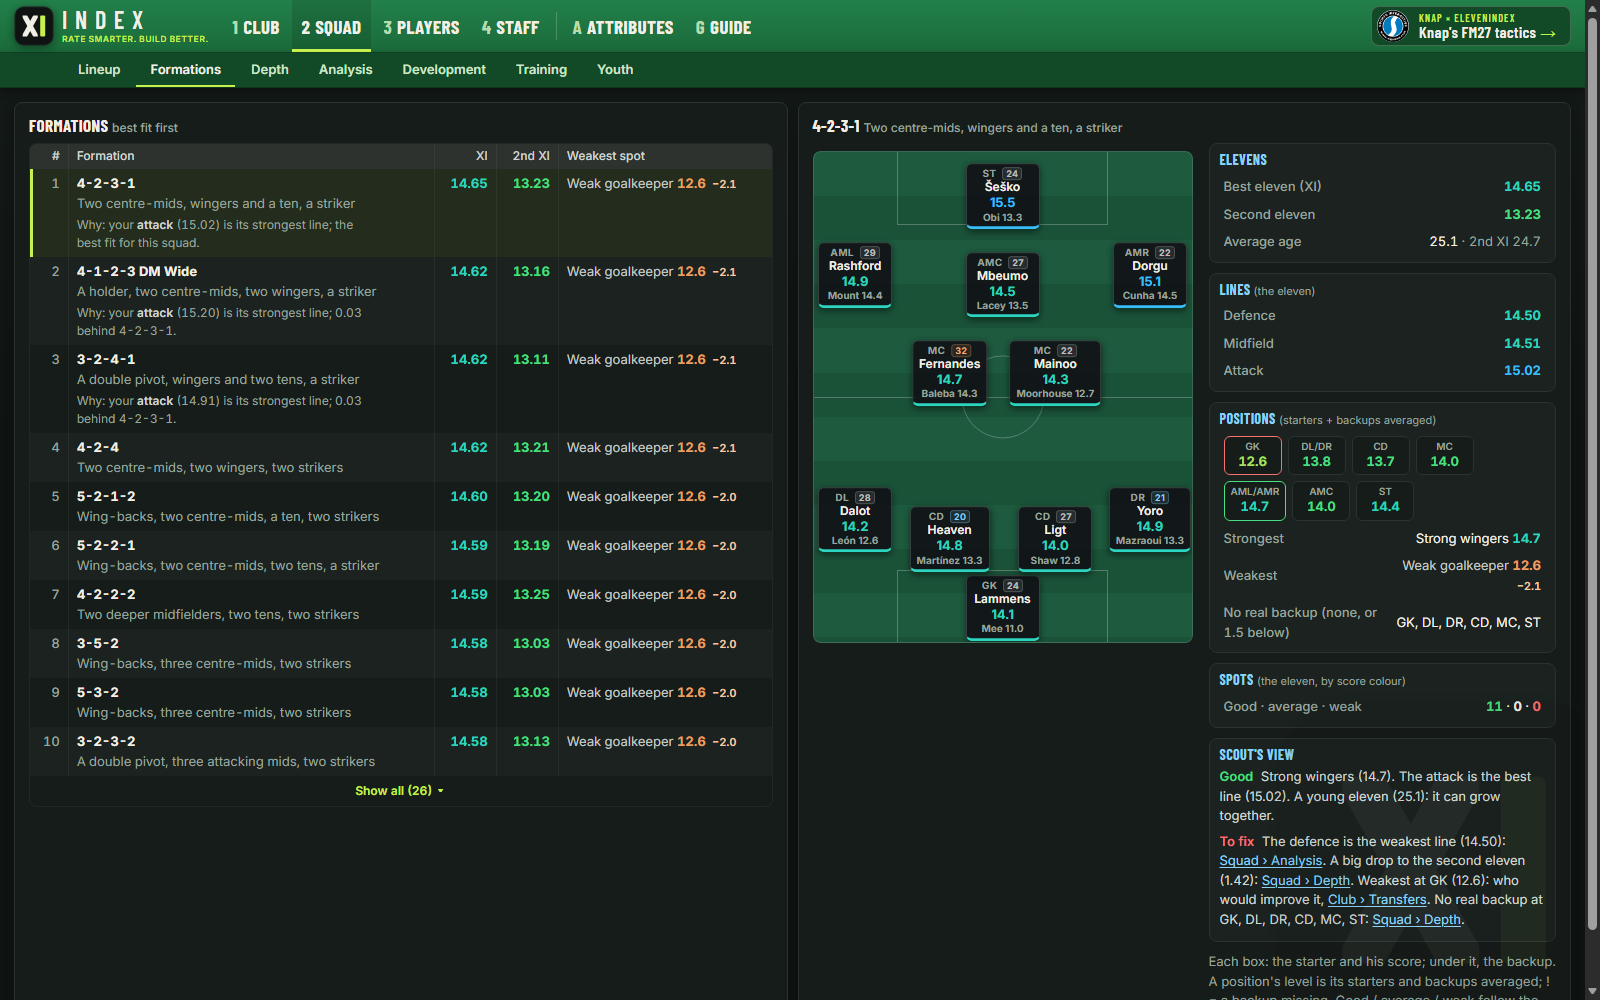 XI INDEX
RATE SMARTER. BUILD BETTER.
1 CLUB 2 SQUAD 3 PLAYERS 4 STAFF A ATTRIBUTES G GUIDE
KNAP × ELEVENINDEX
Knap's FM27 tactics →
Lineup Formations Depth Analysis Development Training Youth
FORMATIONS best fit first
# Formation XI 2nd XI Weakest spot
1 4-2-3-1 14.65 13.23 Weak goalkeeper 12.6 −2.1
Two centre-mids, wingers and a ten, a striker
Why: your attack (15.02) is its strongest line; the
best fit for this squad.
2 4-1-2-3 DM Wide 14.62 13.16 Weak goalkeeper 12.6 −2.1
A holder, two centre-mids, two wingers, a striker
Why: your attack (15.20) is its strongest line; 0.03
behind 4-2-3-1.
3 3-2-4-1 14.62 13.11 Weak goalkeeper 12.6 −2.1
A double pivot, wingers and two tens, a striker
Why: your attack (14.91) is its strongest line; 0.03
behind 4-2-3-1.
4 4-2-4 14.62 13.21 Weak goalkeeper 12.6 −2.1
Two centre-mids, two wingers, two strikers
5 5-2-1-2 14.60 13.20 Weak goalkeeper 12.6 −2.0
Wing-backs, two centre-mids, a ten, two strikers
6 5-2-2-1 14.59 13.19 Weak goalkeeper 12.6 −2.0
Wing-backs, two centre-mids, two tens, a striker
7 4-2-2-2 14.59 13.25 Weak goalkeeper 12.6 −2.0
Two deeper midfielders, two tens, two strikers
8 3-5-2 14.58 13.03 Weak goalkeeper 12.6 −2.0
Wing-backs, three centre-mids, two strikers
9 5-3-2 14.58 13.03 Weak goalkeeper 12.6 −2.0
Wing-backs, three centre-mids, two strikers
10 3-2-3-2 14.58 13.13 Weak goalkeeper 12.6 −2.0
A double pivot, three attacking mids, two strikers
Show all (26)
4-2-3-1 Two centre-mids, wingers and a ten, a striker
ST 24
Šeško
15.5
Obi 13.3
AML 29
Rashford
14.9
Mount 14.4
AMC 27
Mbeumo
14.5
Lacey 13.5
AMR 22
Dorgu
15.1
Cunha 14.5
MC 32
Fernandes
14.7
Baleba 14.3
MC 22
Mainoo
14.3
Moorhouse 12.7
DL 28
Dalot
14.2
León 12.6
CD 20
Heaven
14.8
Martínez 13.3
CD 27
Ligt
14.0
Shaw 12.8
DR 21
Yoro
14.9
Mazraoui 13.3
GK 24
Lammens
14.1
Mee 11.0
ELEVENS
Best eleven (XI) 14.65
Second eleven 13.23
Average age 25.1 · 2nd XI 24.7
LINES (the eleven)
Defence 14.50
Midfield 14.51
Attack 15.02
POSITIONS (starters + backups averaged)
GK 12.6
DL/DR 13.8
CD 13.7
MC 14.0
AML/AMR 14.7
AMC 14.0
ST 14.4
Strongest Strong wingers 14.7
Weakest Weak goalkeeper 12.6
−2.1
No real backup (none, or
1.5 below) GK, DL, DR, CD, MC, ST
SPOTS (the eleven, by score colour)
Good · average · weak 11 · 0 · 0
SCOUT'S VIEW
Good Strong wingers (14.7). The attack is the best
line (15.02). A young eleven (25.1): it can grow
together.
To fix The defence is the weakest line (14.50):
Squad › Analysis. A big drop to the second eleven
(1.42): Squad › Depth. Weakest at GK (12.6): who
would improve it, Club › Transfers. No real backup at
GK, DL, DR, CD, MC, ST: Squad › Depth.
Each box: the starter and his score; under it, the backup.
A position's level is its starters and backups averaged; !